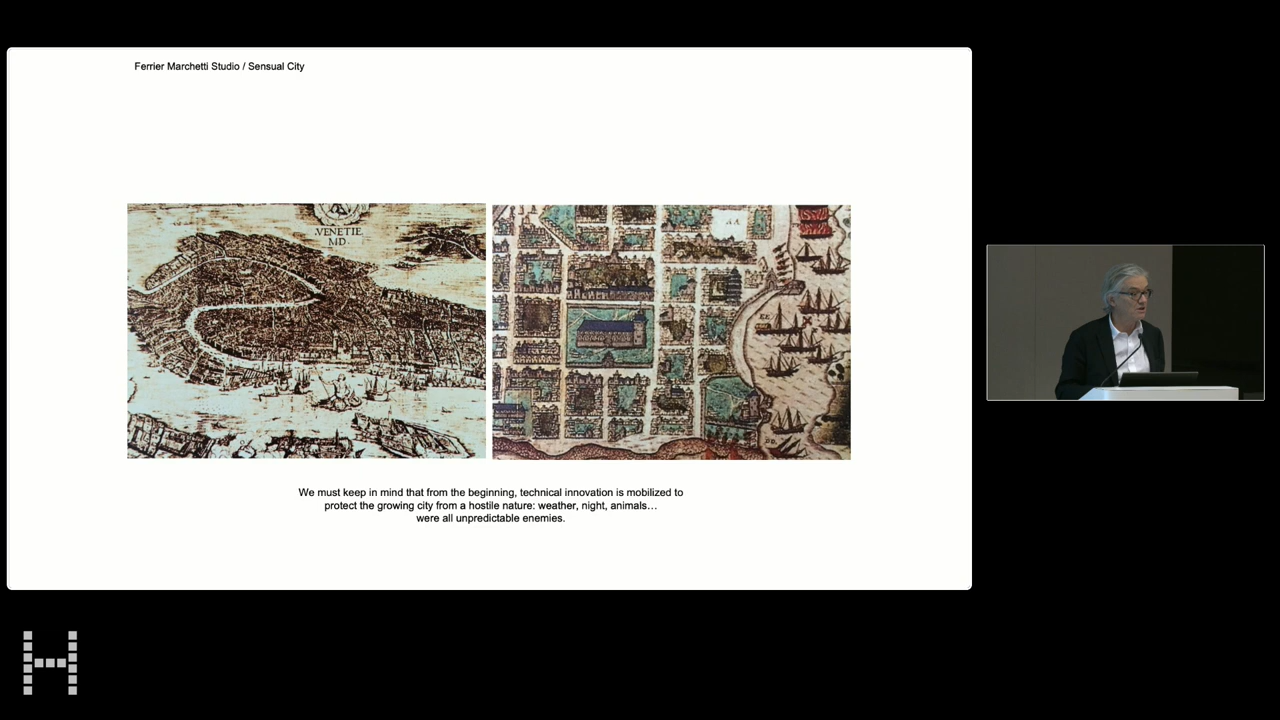 Ferrier Marchetti Studio / Sensual City
VENETIE
MD
We must keep in mind that from the beginning, technical innovation is mobilized to
protect the growing city from a hostile nature: weather, night, animals…
were all unpredictable enemies.
H